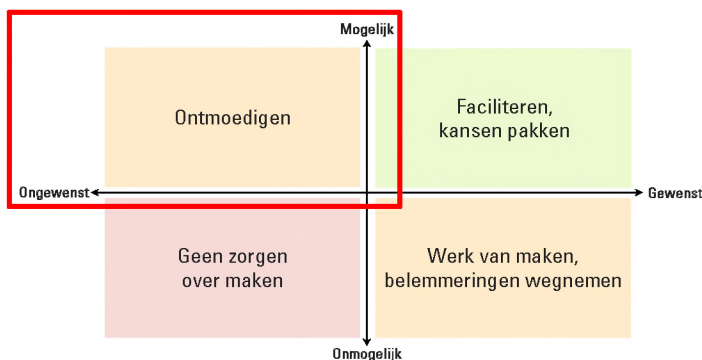 Mogelijk
Ontmoedigen
Faciliteren,
kansen pakken
Ongewenst
Gewenst
Geen zorgen
over maken
Werk van maken,
belemmeringen wegnemen
Onmogelijk